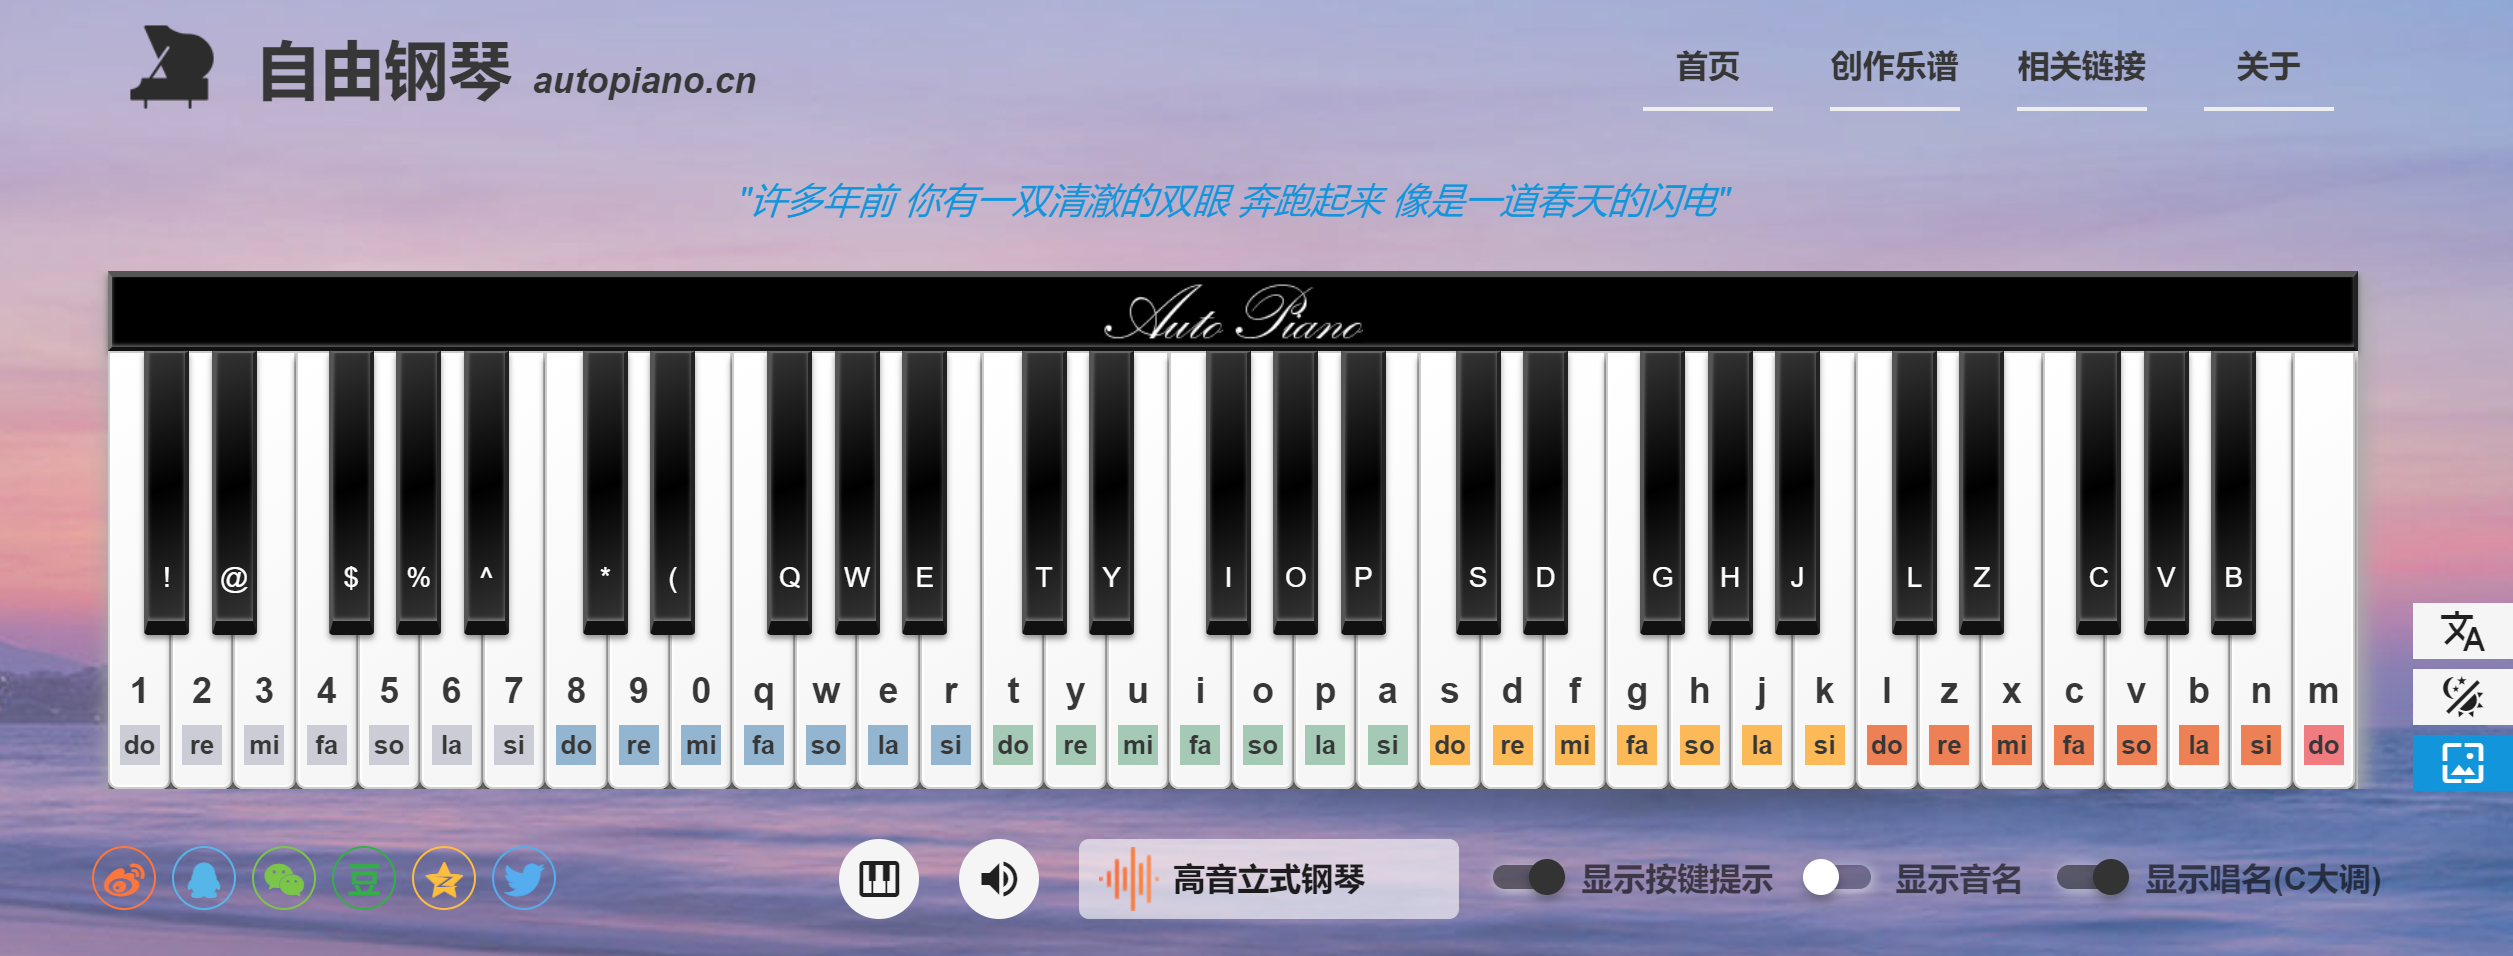 自由钢琴 autopiano.cn
首页 创作乐谱 相关链接 关于
"许多年前 你有一双清澈的双眼 奔跑起来 像是一道春天的闪电"
Auto Piano
! @ $ % ^ * ( Q W E T Y I O P S D G H J L Z C V B
1 2 3 4 5 6 7 8 9 0 q w e r t y u i o p a s d f g h j k l z x c v b n m
do re mi fa so la si do re mi fa so la si do re mi fa so la si do re mi fa so la si do re mi fa so la si do
文A
豆
高音立式钢琴 显示按键提示 显示音名 显示唱名(C大调)